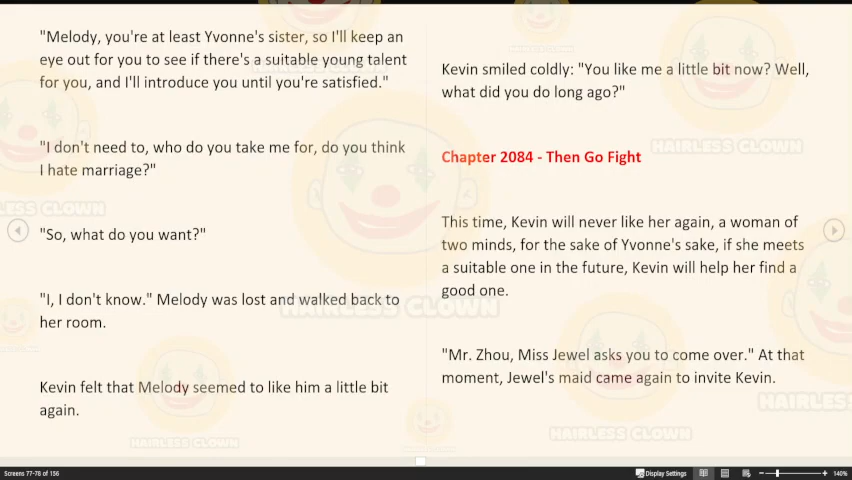 "Melody, you're at least Yvonne's sister, so I'll keep an
eye out for you to see if there's a suitable young talent
for you, and I'll introduce you until you're satisfied."
"I don't need to, who do you take me for, do you think
I hate marriage?"
"So, what do you want?"
"I, I don't know." Melody was lost and walked back to
her room.
Kevin felt that Melody seemed to like him a little bit
again.
Kevin smiled coldly: "You like me a little bit now? Well,
what did you do long ago?"
Chapter 2084 - Then Go Fight
This time, Kevin will never like her again, a woman of
two minds, for the sake of Yvonne's sake, if she meets
a suitable one in the future, Kevin will help her find a
good one.
"Mr. Zhou, Miss Jewel asks you to come over." At that
moment, Jewel's maid came again to invite Kevin.
HAIRLESS CLOWN
HAIRLESS CLOWN
LESS CLOWN
HAIRLESS CLOWN
HAIRLESS CLOWN
HAIRLESS CLOWN
HAIRLESS
Screens 77-78 of 156
Display Settings
140%